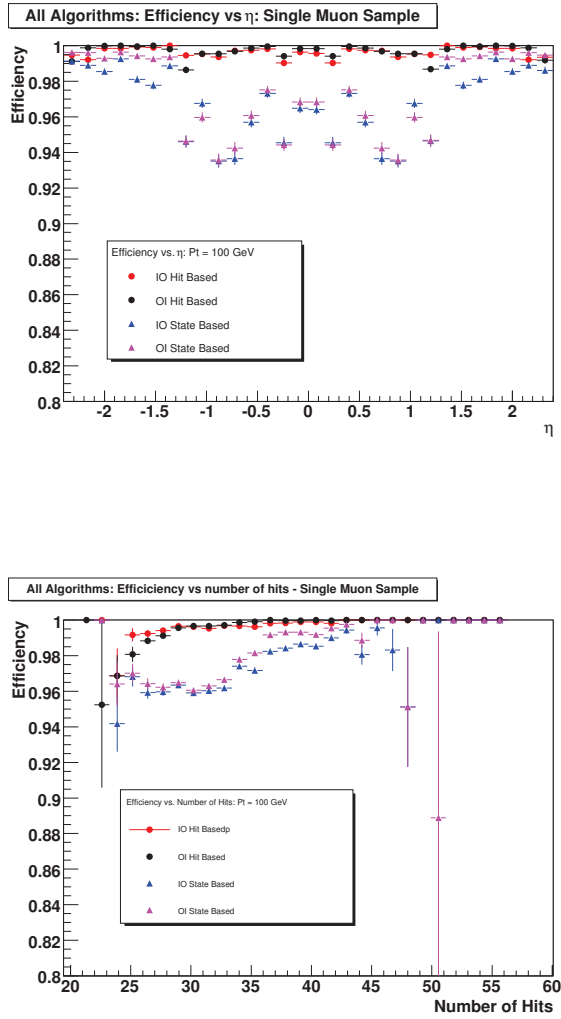 All Algorithms: Efficiency vs η: Single Muon Sample
Efficiency
1
0.98
0.96
0.94
0.92
0.9
0.88
0.86
0.84
0.82
0.8
Efficiency vs. η: Pt = 100 GeV
IO Hit Based
OI Hit Based
IO State Based
OI State Based
-2 -1.5 -1 -0.5 0 0.5 1 1.5 2
η
All Algorithms: Efficiciency vs number of hits - Single Muon Sample
Efficiency
1
0.98
0.96
0.94
0.92
0.9
0.88
0.86
0.84
0.82
0.8
Efficiency vs. Number of Hits: Pt = 100 GeV
IO Hit Basedp
OI Hit Based
IO State Based
OI State Based
20 25 30 35 40 45 50 55 60
Number of Hits